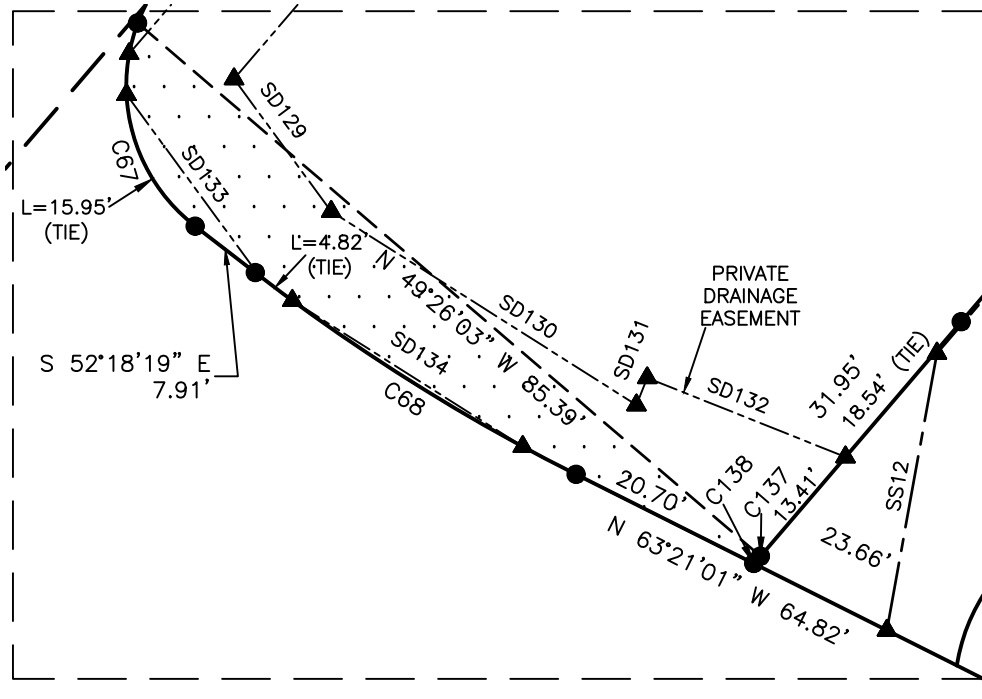 SD129
C67
SD133
L=15.95'
(TIE)
L=4.82'
(TIE)
N 49°26'03" W 85.39'
PRIVATE
DRAINAGE
EASEMENT
SD130
SD131
SD132
31.95'
18.54' (TIE)
S 52°18'19" E
7.91'
SD134
C68
20.70'
C138
C137
13.41'
SS12
23.66'
N 63°21'01" W 64.82'